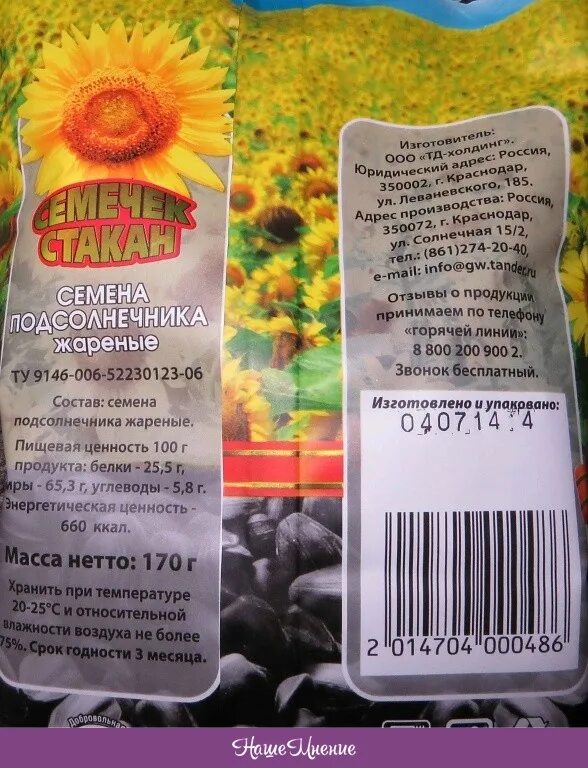 СЕМЕЧЕК
СТАКАН
СЕМЕНА
ПОДСОЛНЕЧНИКА
жареные
ТУ 9146-006-52230123-06
Состав: семена
подсолнечника жареные.
Пищевая ценность 100 г
продукта: белки - 25,5 г,
иры - 65,3 г, углеводы - 5,8 г.
Энергетическая ценность -
660 ккал.
Масса нетто: 170 г
Хранить при температуре
20-25°С и относительной
влажности воздуха не более
75%. Срок годности 3 месяца.
Добровольная
Изготовитель:
ООО "ТД-холдинг".
Юридический адрес: Россия,
350002, г. Краснодар,
ул. Леваневского, 185.
Адрес производства: Россия,
350072, г. Краснодар,
ул. Солнечная 15/2,
тел.: (861)274-20-40,
e-mail: info@gw.tander.ru
Отзывы о продукции
принимаем по телефону
"горячей линии":
8 800 200 900 2.
Звонок бесплатный.
Изготовлено и упаковано:
040714 4
2 014704 000486
НашеМнение